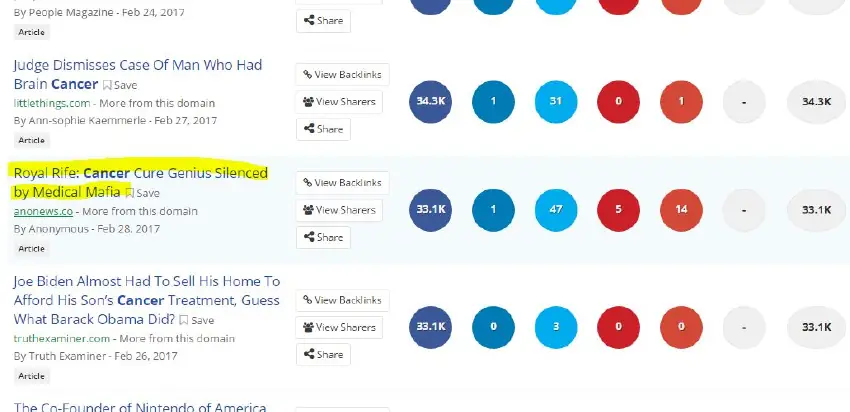 By People Magazine - Feb 24, 2017
Article
Share
Judge Dismisses Case Of Man Who Had
Brain Cancer Save
littlethings.com - More from this domain
By Ann-sophie Kaemmerle - Feb 27, 2017
Article
View Backlinks
View Sharers
Share
34.3K 1 31 0 1 - 34.3K
Royal Rife: Cancer Cure Genius Silenced
by Medical Mafia Save
anonews.co - More from this domain
By Anonymous - Feb 28, 2017
Article
View Backlinks
View Sharers
Share
33.1K 1 47 5 14 - 33.1K
Joe Biden Almost Had To Sell His Home To
Afford His Son's Cancer Treatment, Guess
What Barack Obama Did? Save
truthexaminer.com - More from this domain
By Truth Examiner - Feb 26, 2017
Article
View Backlinks
View Sharers
Share
33.1K 0 3 0 0 - 33.1K
The Co-Founder of Nintendo of America